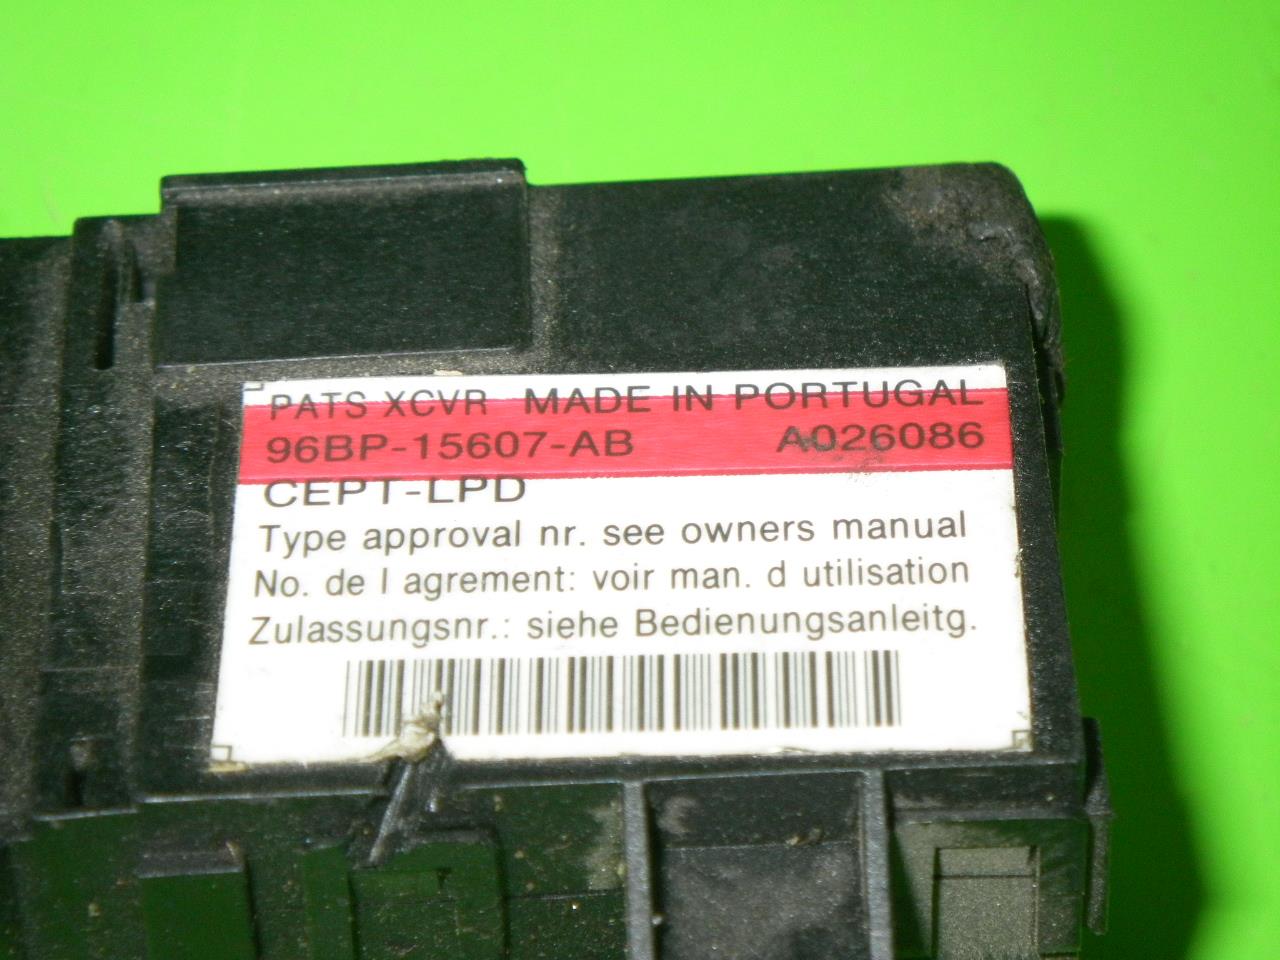 PATS XCVR MADE IN PORTUGAL
96BP-15607-AB A026086
CEPT-LPD
Type approval nr. see owners manual
No. de l agrement: voir man. d utilisation
Zulassungsnr.: siehe Bedienungsanleitg.